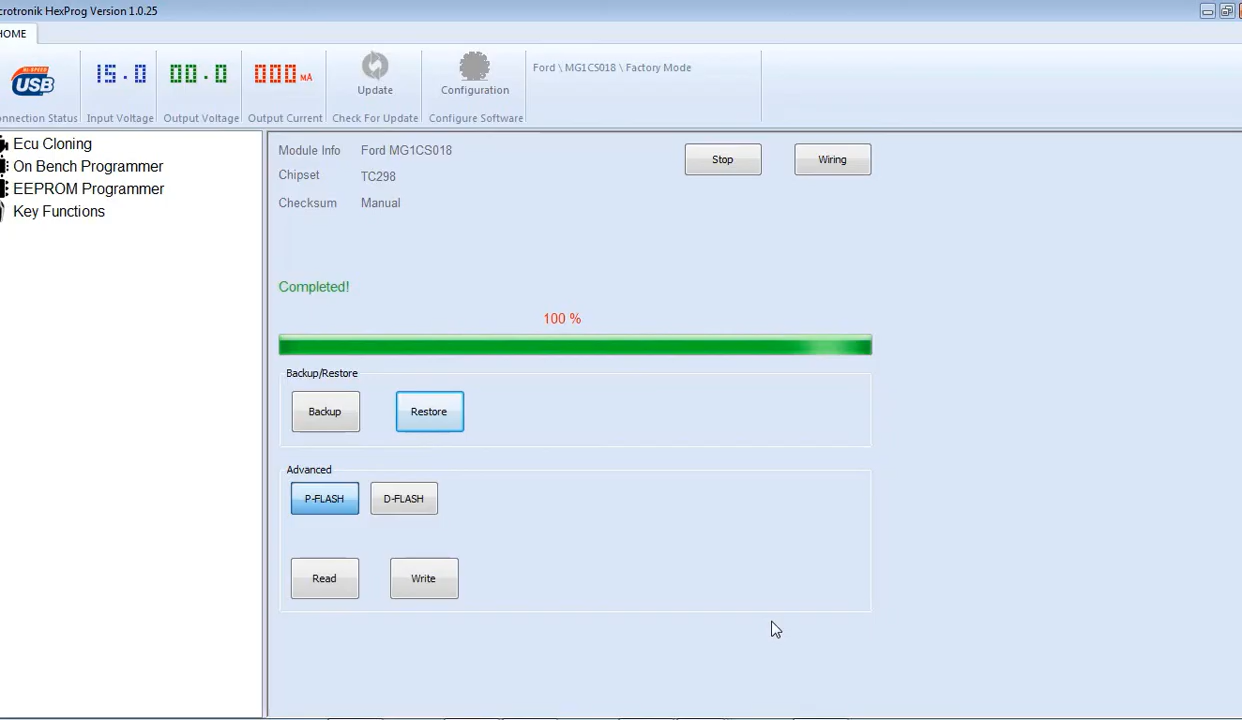 crotronik HexProg Version 1.0.25
HOME
HI-SPEED
USB
15.0
00.0
000 MA
Update
Configuration
Ford \ MG1CS018 \ Factory Mode
nnection Status
Input Voltage
Output Voltage
Output Current
Check For Update
Configure Software
Ecu Cloning
On Bench Programmer
EEPROM Programmer
Key Functions
Module Info Ford MG1CS018
Stop
Wiring
Chipset TC298
Checksum Manual
Completed!
100 %
Backup/Restore
Backup
Restore
Advanced
P-FLASH
D-FLASH
Read
Write